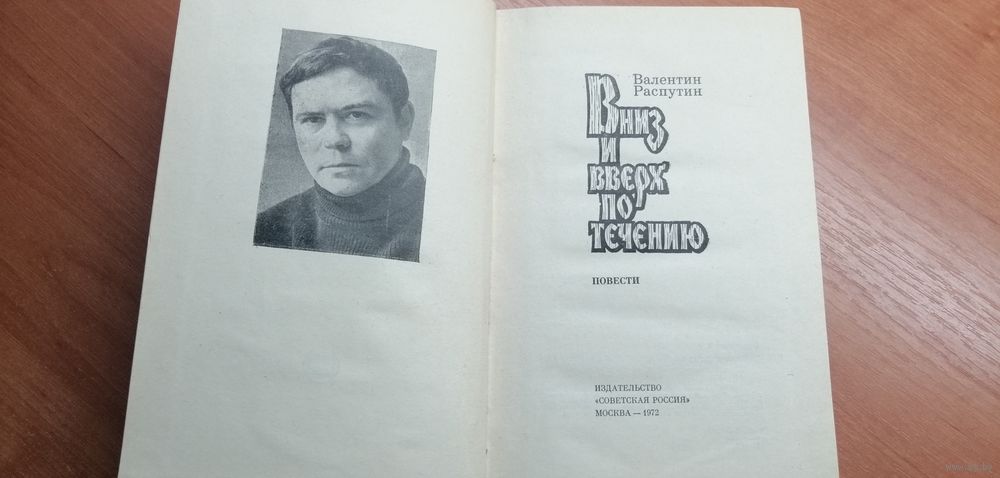 Валентин
Распутин
Вниз
и
вверх
по
течению
ПОВЕСТИ
ИЗДАТЕЛЬСТВО
«СОВЕТСКАЯ РОССИЯ»
МОСКВА — 1972